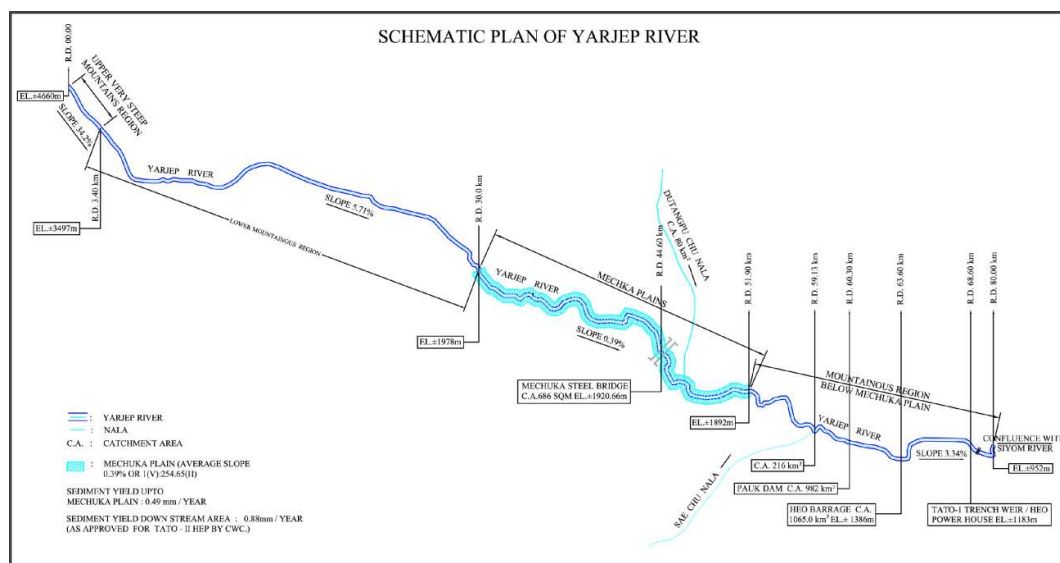 SCHEMATIC PLAN OF YARJEP RIVER
R.D. 00.00
EL.±4660m
UPPER VERY STEEP
MOUNTAINS REGION
SLOPE 34.2%
R.D. 3.40 km
EL.±3497m
YARJEP RIVER
LOWER MOUNTAINOUS REGION
SLOPE 5.71%
R.D. 30.0 km
EL.±1978m
MECHKA PLAINS
YARJEP RIVER
SLOPE 0.39%
R.D. 44.60 km
MECHUKA STEEL BRIDGE
C.A.686 SQM EL.±1920.66m
DUTANGPU CHU NALA
C.A. 80 km²
R.D. 51.90 km
EL.±1892m
R.D. 59.13 km
R.D. 60.30 km
R.D. 63.60 km
R.D. 68.60 km
R.D. 80.00 km
MOUNTAINOUS REGION
BELOW MECHUKA PLAIN
YARJEP RIVER
SLOPE 3.34%
CONFLUENCE WIT
SIYOM RIVER
EL.±952m
SAE CHU NALA
C.A. 216 km²
PAUK DAM C.A. 982 km²
HEO BARRAGE C.A.
1065.0 km² EL.± 1386m
TATO-1 TRENCH WEIR / HEO
POWER HOUSE EL.±1183m
: YARJEP RIVER
: NALA
C.A. : CATCHMENT AREA
: MECHUKA PLAIN (AVERAGE SLOPE
0.39% OR 1(V):254.65(H)
SEDIMENT YIELD UPTO
MECHUKA PLAIN : 0.49 mm / YEAR
SEDIMENT YIELD DOWN STREAM AREA : 0.88mm / YEAR
(AS APPROVED FOR TATO - II HEP BY CWC.)